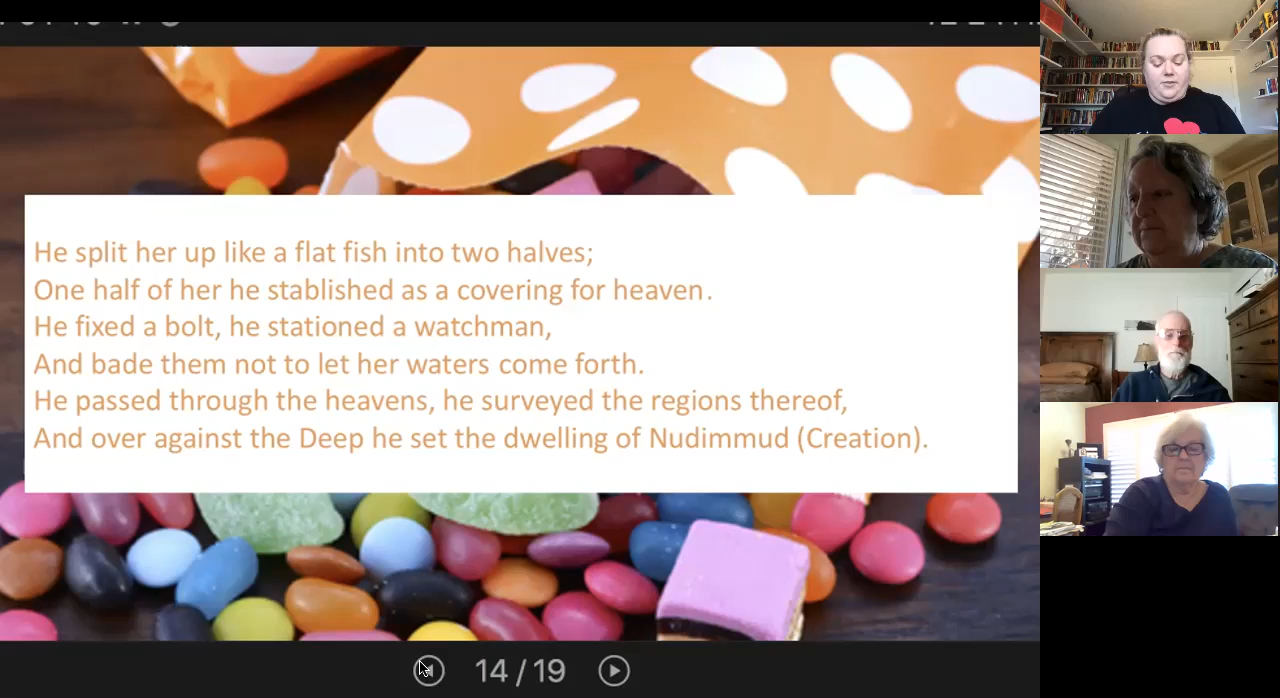 He split her up like a flat fish into two halves;
One half of her he stablished as a covering for heaven.
He fixed a bolt, he stationed a watchman,
And bade them not to let her waters come forth.
He passed through the heavens, he surveyed the regions thereof,
And over against the Deep he set the dwelling of Nudimmud (Creation).
14 / 19